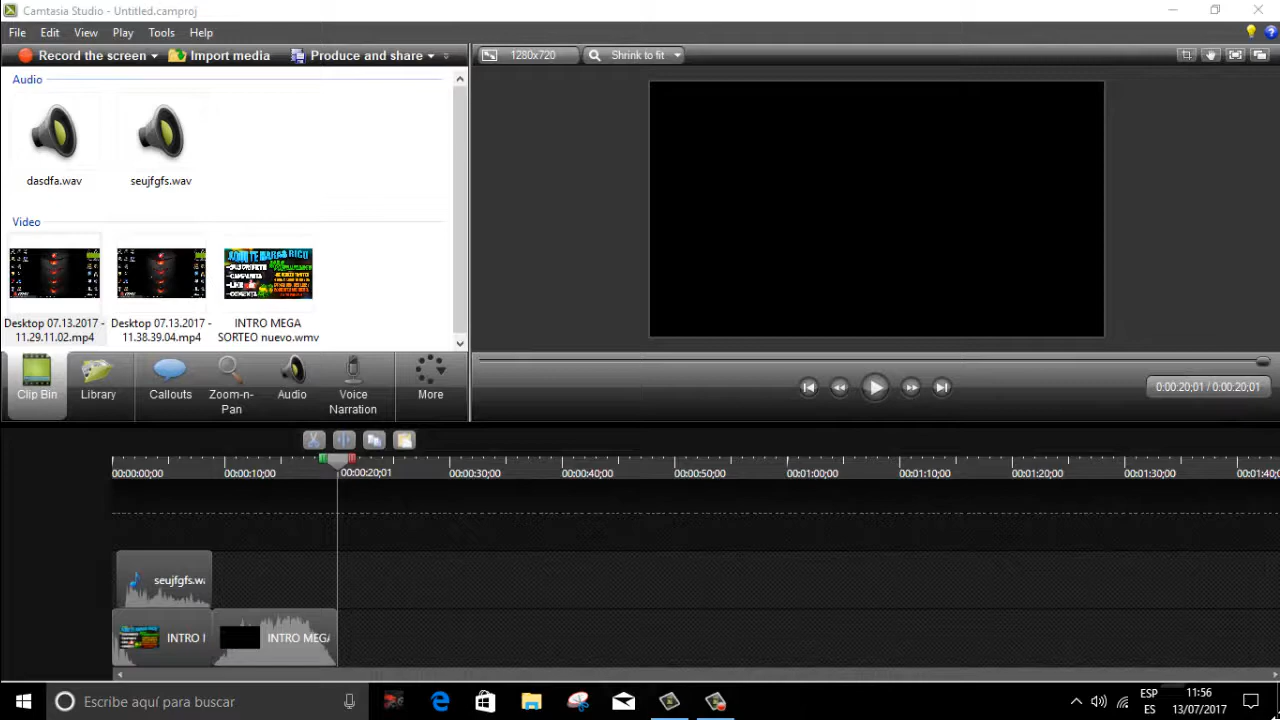 Camtasia Studio - Untitled.camproj
File Edit View Play Tools Help
Record the screen Import media Produce and share
1280x720 Shrink to fit
Audio
dasdfa.wav seujfgfs.wav
Video
Desktop 07.13.2017 - 11.29.11.02.mp4
Desktop 07.13.2017 - 11.38.39.04.mp4
INTRO MEGA SORTEO nuevo.wmv
Clip Bin Library Callouts Zoom-n-Pan Audio Voice Narration More
0:00:20;01 / 0:00:20;01
00:00:00;00 00:00:10;00 00:00:20;01 00:00:30;00 00:00:40;00 00:00:50;00 00:01:00;00 00:01:10;00 00:01:20;00 00:01:30;00 00:01:40;
seujfgfs.wa
INTRO I INTRO MEGA
Escribe aquí para buscar
ESP 11:56
ES 13/07/2017